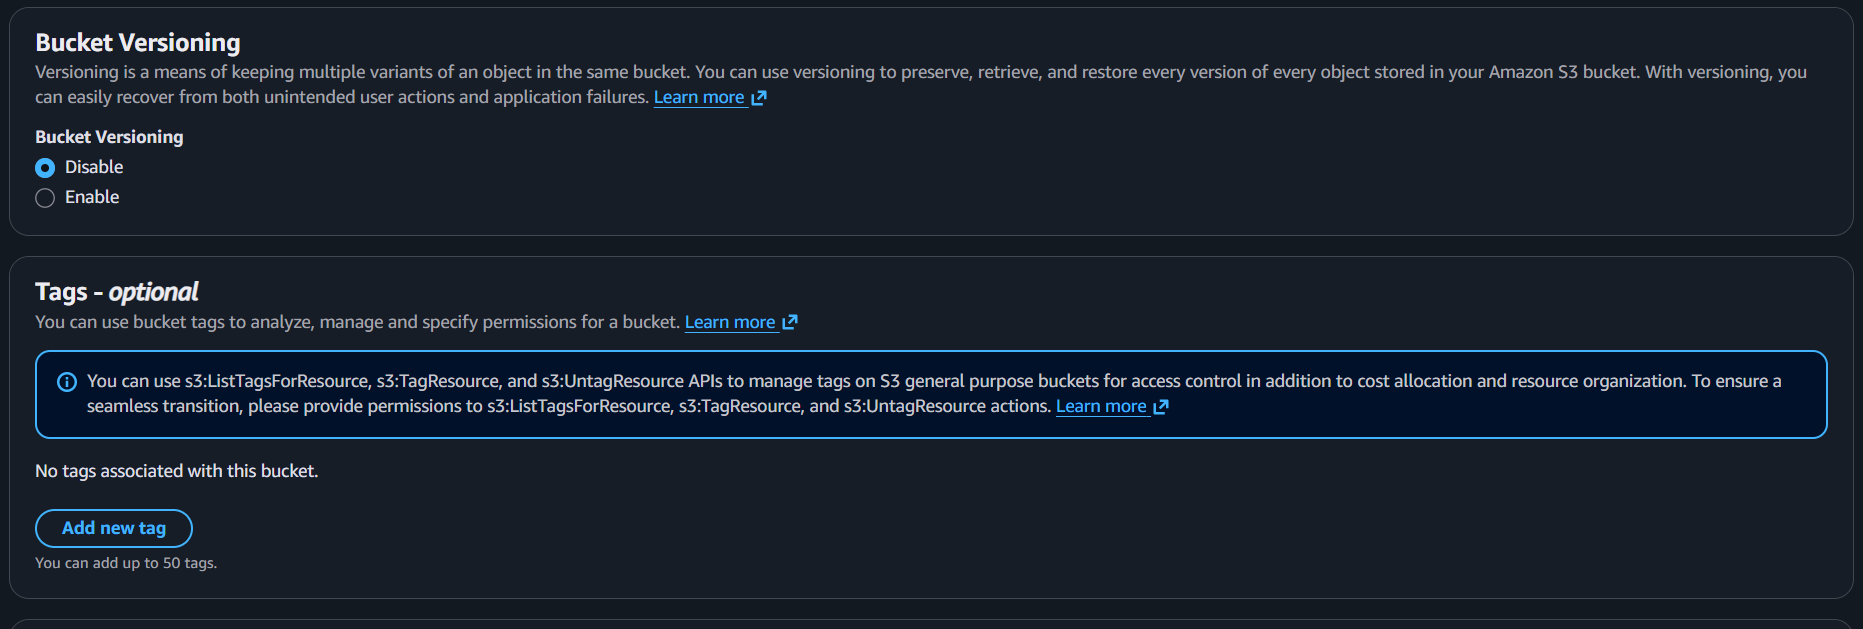 Bucket Versioning
Versioning is a means of keeping multiple variants of an object in the same bucket. You can use versioning to preserve, retrieve, and restore every version of every object stored in your Amazon S3 bucket. With versioning, you
can easily recover from both unintended user actions and application failures. Learn more
Bucket Versioning
Disable
Enable
Tags - optional
You can use bucket tags to analyze, manage and specify permissions for a bucket. Learn more
You can use s3:ListTagsForResource, s3:TagResource, and s3:UntagResource APIs to manage tags on S3 general purpose buckets for access control in addition to cost allocation and resource organization. To ensure a
seamless transition, please provide permissions to s3:ListTagsForResource, s3:TagResource, and s3:UntagResource actions. Learn more
No tags associated with this bucket.
Add new tag
You can add up to 50 tags.